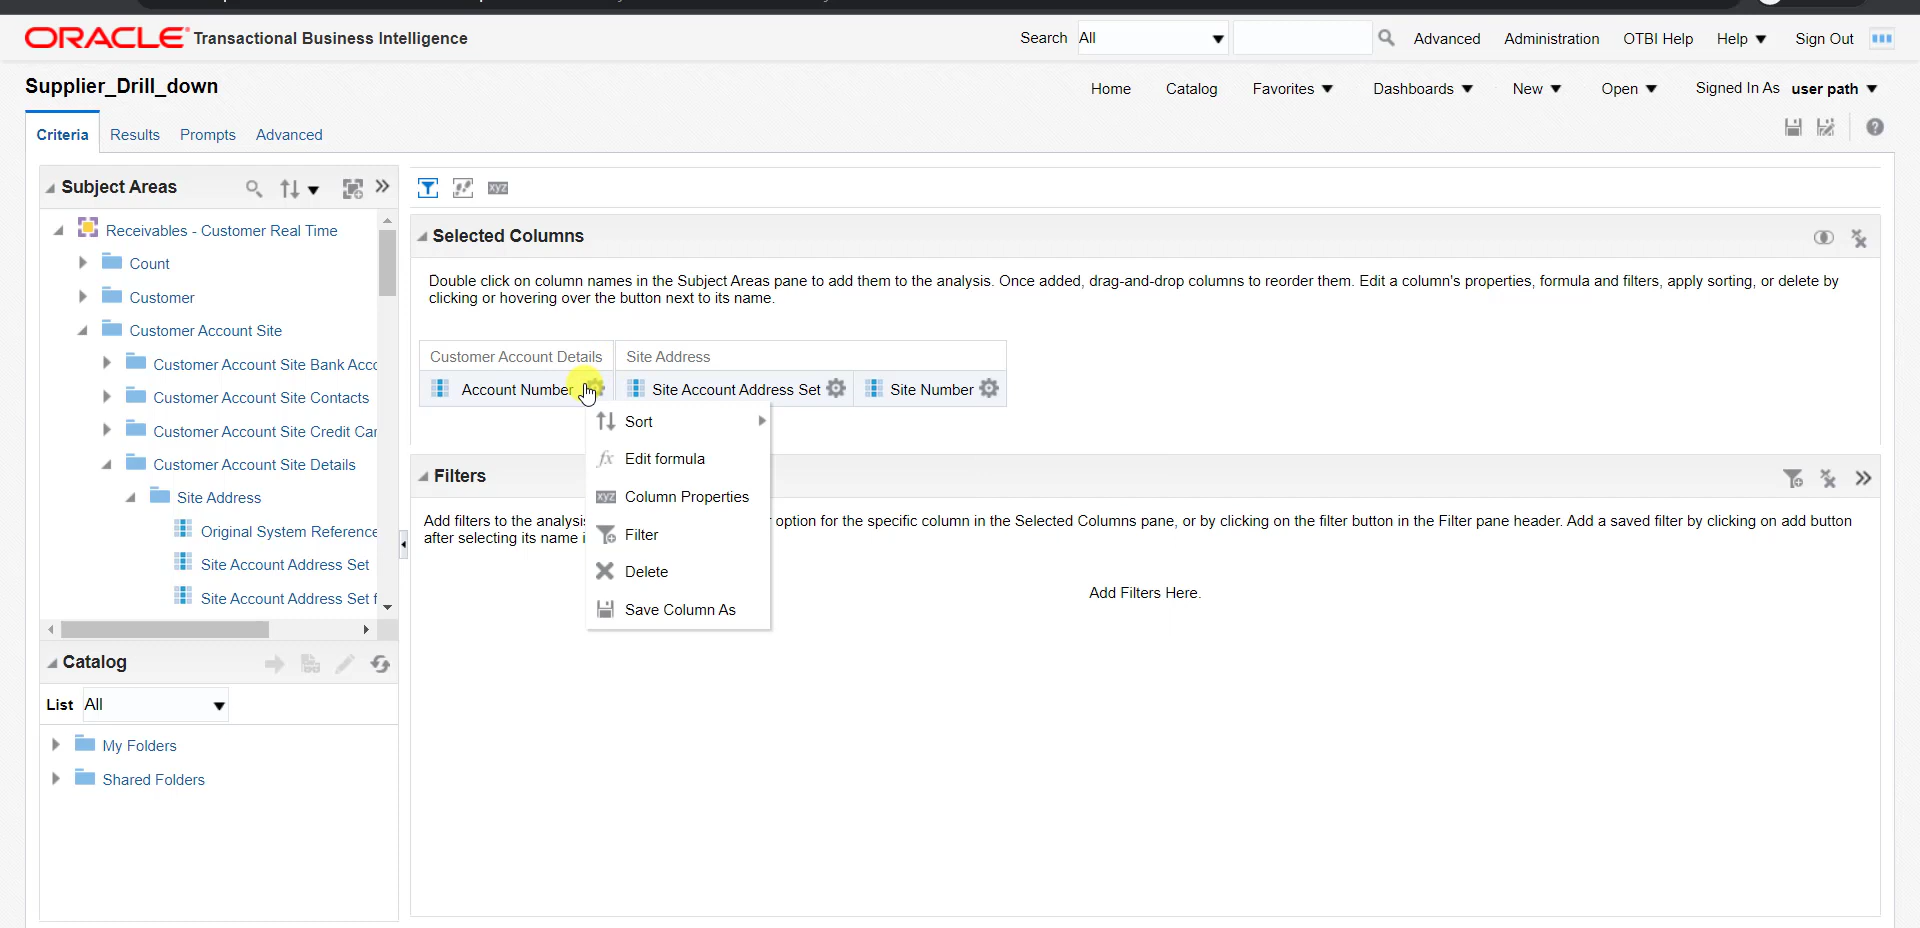 ORACLE Transactional Business Intelligence
Search All Advanced Administration OTBI Help Help Sign Out
Supplier_Drill_down
Home Catalog Favorites Dashboards New Open Signed In As user path
Criteria Results Prompts Advanced
Subject Areas
Receivables - Customer Real Time
Count
Customer
Customer Account Site
Customer Account Site Bank Acco
Customer Account Site Contacts
Customer Account Site Credit Car
Customer Account Site Details
Site Address
Original System Reference
Site Account Address Set
Site Account Address Set f
Catalog
List All
My Folders
Shared Folders
xyz
Selected Columns
Double click on column names in the Subject Areas pane to add them to the analysis. Once added, drag-and-drop columns to reorder them. Edit a column's properties, formula and filters, apply sorting, or delete by
clicking or hovering over the button next to its name.
Customer Account Details Site Address
Account Number Site Account Address Set Site Number
Sort
fx Edit formula
xyz Column Properties
Filter
Delete
Save Column As
Filters
Add filters to the analysi option for the specific column in the Selected Columns pane, or by clicking on the filter button in the Filter pane header. Add a saved filter by clicking on add button
after selecting its name i
Add Filters Here.